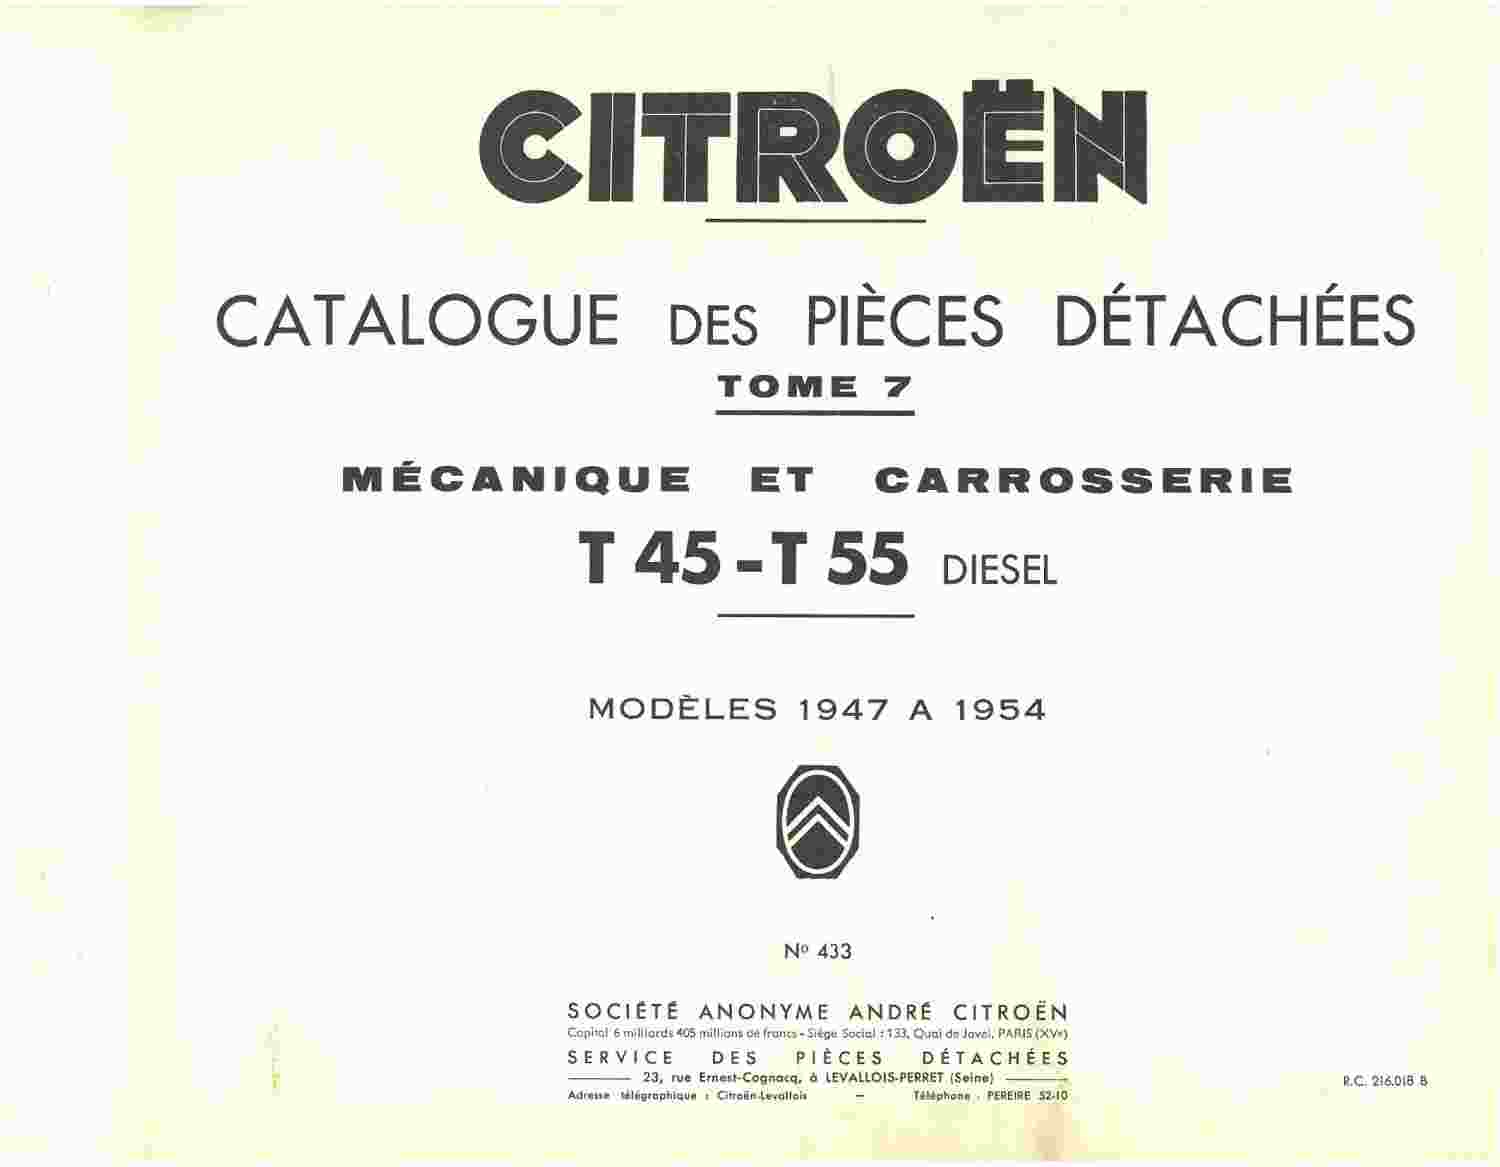 CITROËN
CATALOGUE DES PIÈCES DÉTACHÉES
TOME 7
MÉCANIQUE ET CARROSSERIE
T 45 - T 55 DIESEL
MODÈLES 1947 A 1954
Nº 433
SOCIÉTÉ ANONYME ANDRÉ CITROËN
Capital 6 milliards 405 millions de francs - Siège Social : 133, Quai de Javel, PARIS (XVe)
SERVICE DES PIÈCES DÉTACHÉES
23, rue Ernest-Cognacq, à LEVALLOIS-PERRET (Seine)
Adresse télégraphique : Citroën-Levallois — Téléphone - PEREIRE 52-10
R.C. 216.018 B